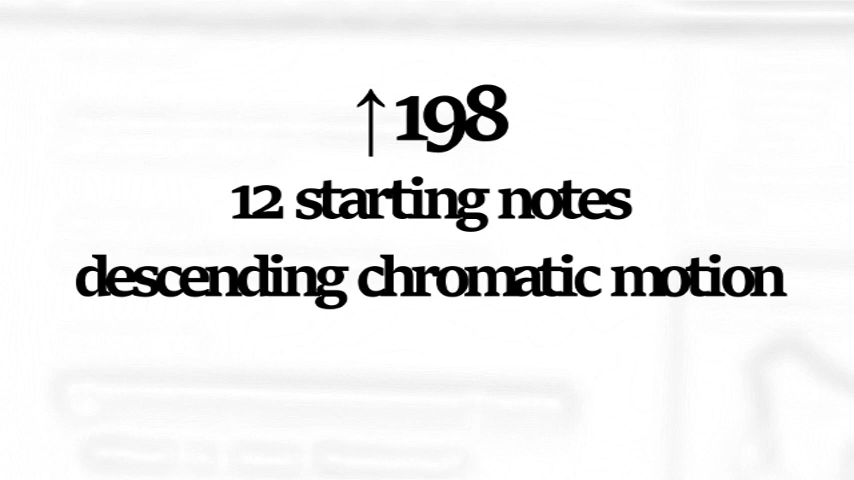 ↑198
12 starting notes
descending chromatic motion